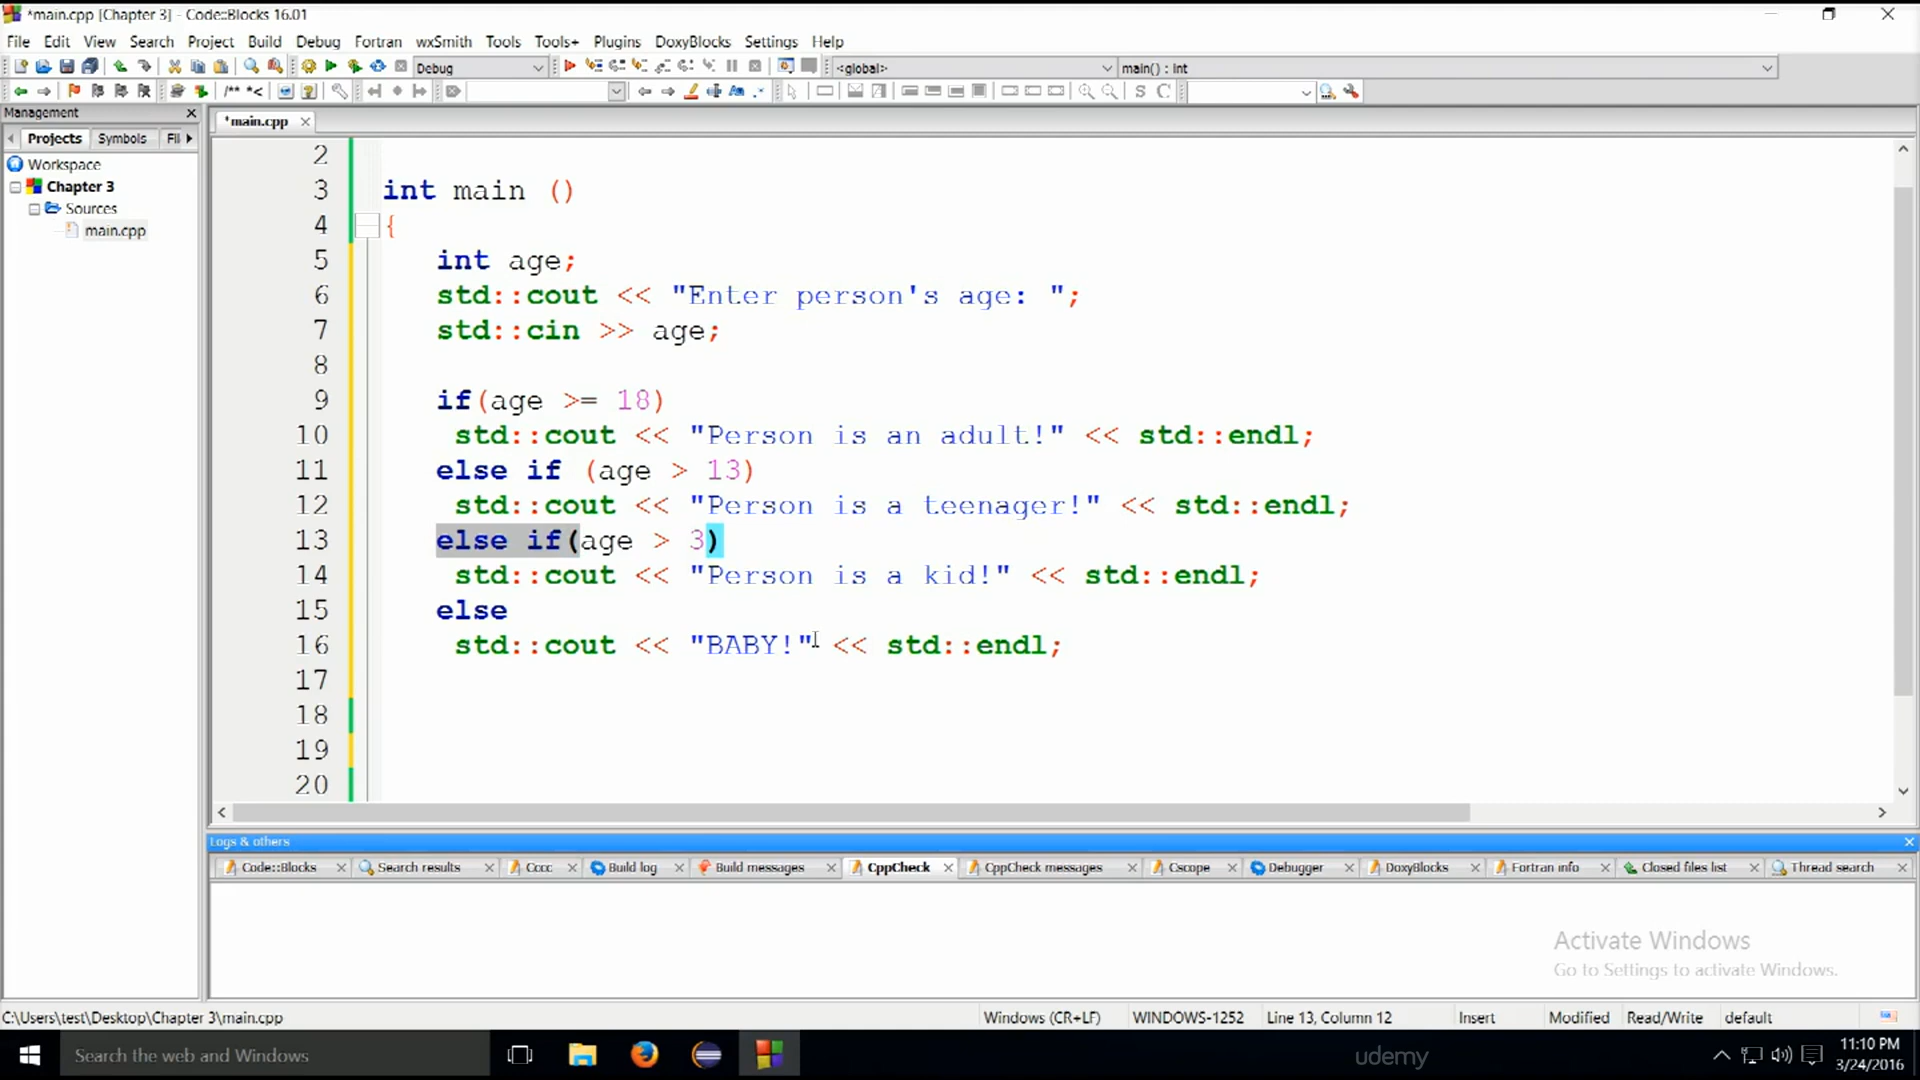 *main.cpp [Chapter 3] - Code::Blocks 16.01
File Edit View Search Project Build Debug Fortran wxSmith Tools Tools+ Plugins DoxyBlocks Settings Help
Debug <global> main() : int
/** *<
S C
Management
Projects Symbols Fil
*main.cpp
Workspace
Chapter 3
Sources
main.cpp
2
3 int main ()
4 {
5 int age;
6 std::cout << "Enter person's age: ";
7 std::cin >> age;
8
9 if(age >= 18)
10 std::cout << "Person is an adult!" << std::endl;
11 else if (age > 13)
12 std::cout << "Person is a teenager!" << std::endl;
13 else if(age > 3)
14 std::cout << "Person is a kid!" << std::endl;
15 else
16 std::cout << "BABY!" << std::endl;
17
18
19
20
Logs & others
Code::Blocks Search results Cccc Build log Build messages CppCheck CppCheck messages Cscope Debugger DoxyBlocks Fortran info Closed files list Thread search
Activate Windows
Go to Settings to activate Windows.
C:\Users\test\Desktop\Chapter 3\main.cpp Windows (CR+LF) WINDOWS-1252 Line 13, Column 12 Insert Modified Read/Write default
Search the web and Windows
udemy
11:10 PM
3/24/2016